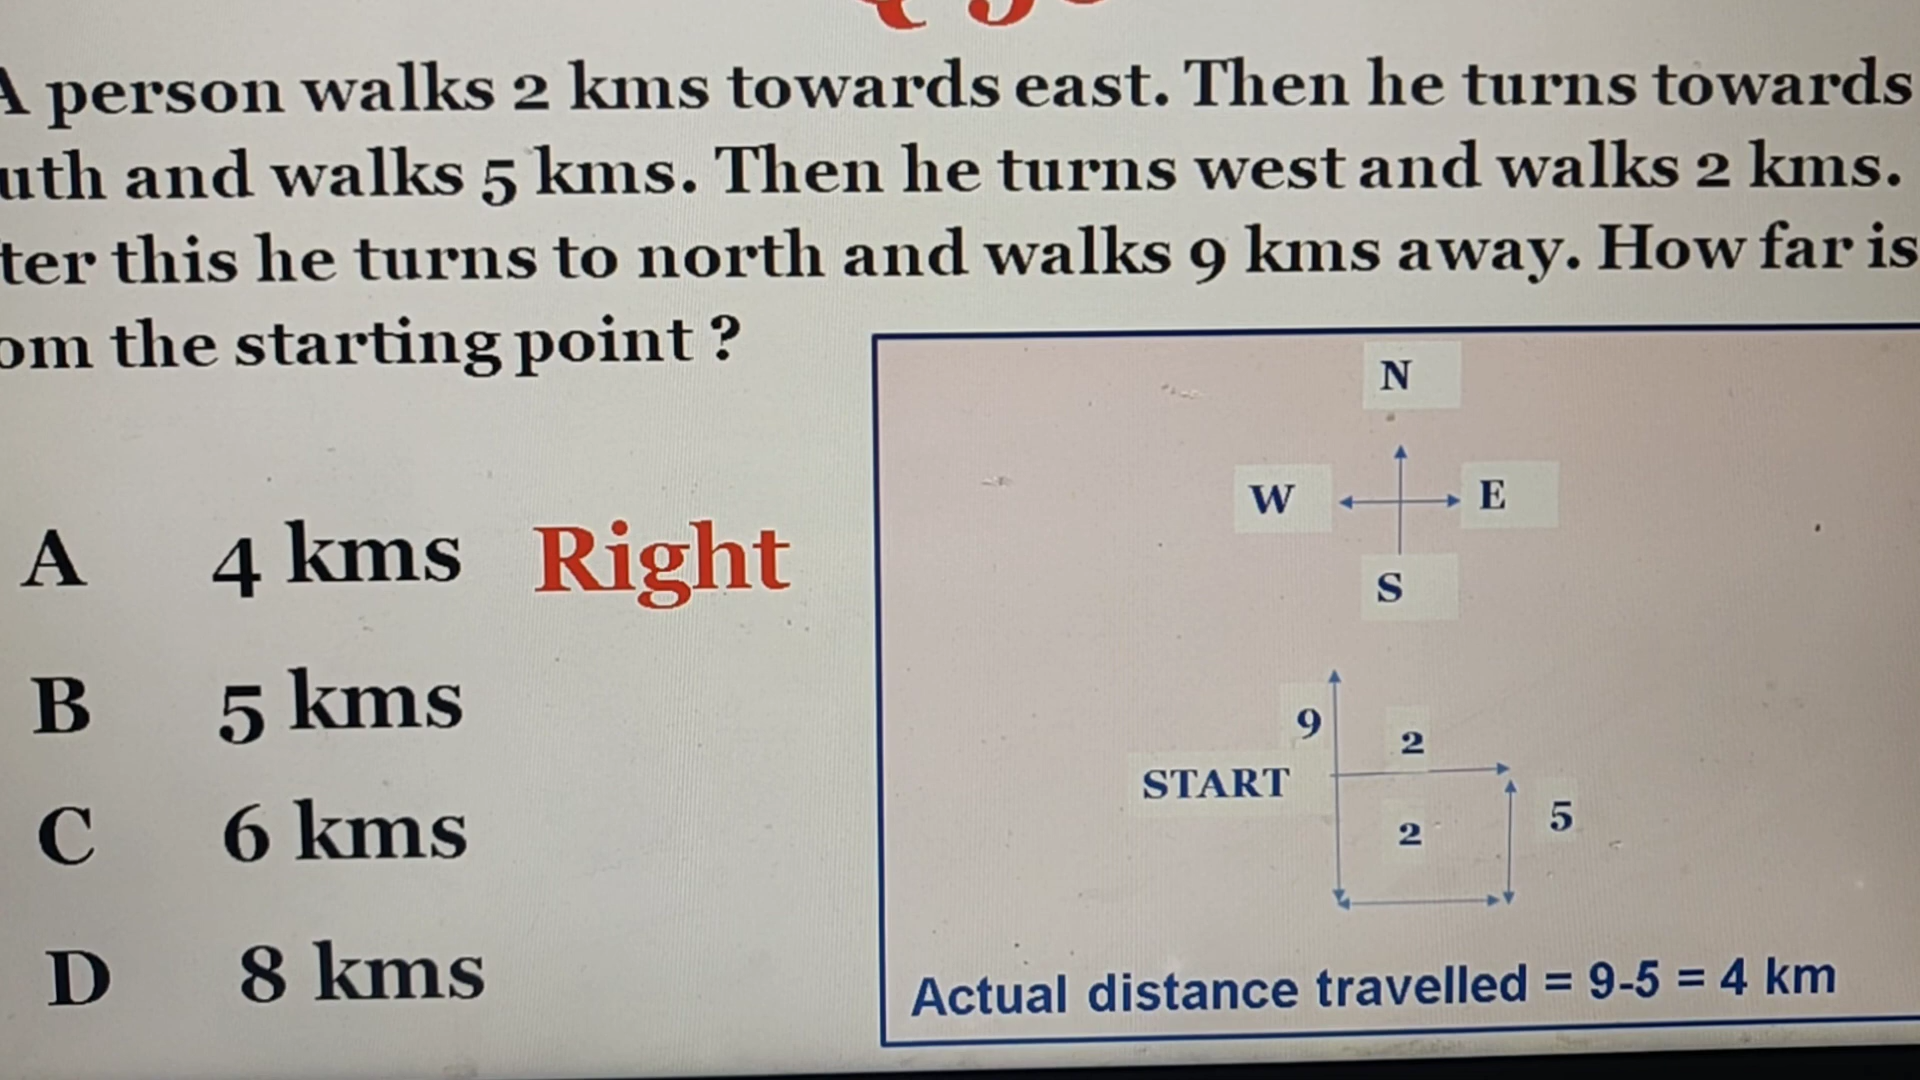 A person walks 2 kms towards east. Then he turns towards
uth and walks 5 kms. Then he turns west and walks 2 kms.
ter this he turns to north and walks 9 kms away. How far is
om the starting point ?
N
W E
S
A 4 kms Right
B 5 kms
C 6 kms
D 8 kms
9
2
START
2
5
Actual distance travelled = 9-5 = 4 km